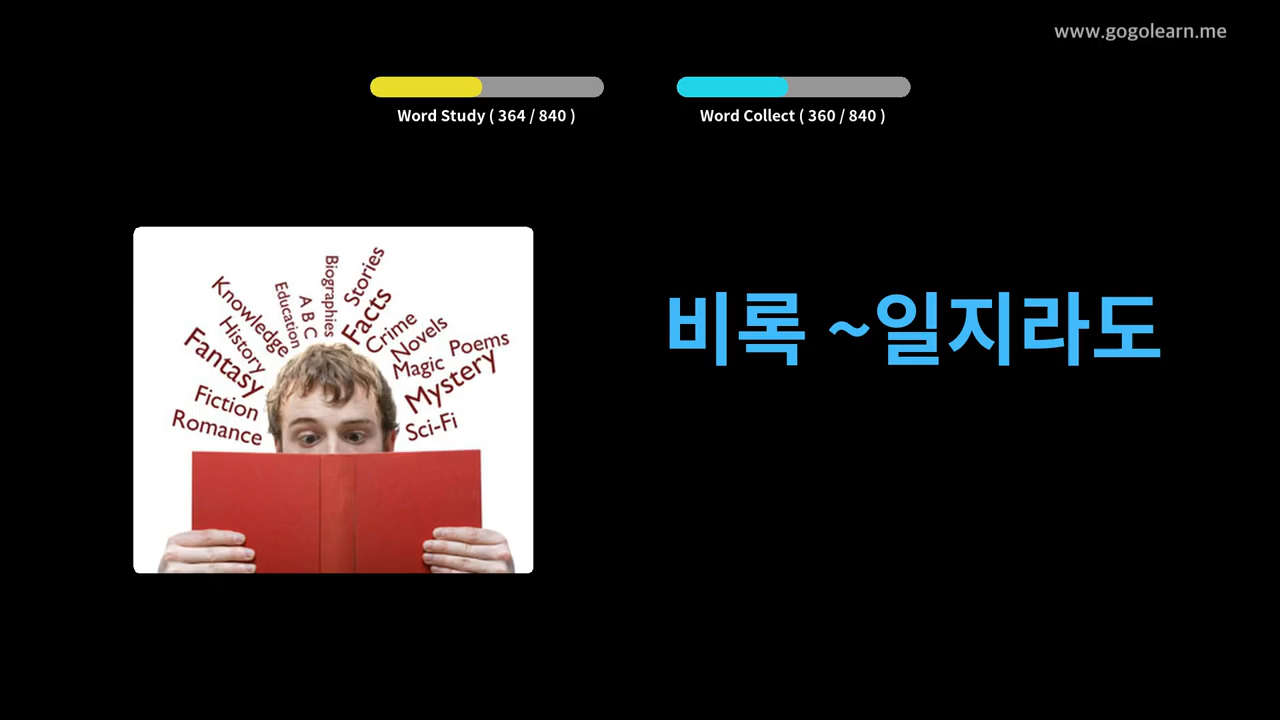 www.gogolearn.me
Word Study ( 364 / 840 )
Word Collect ( 360 / 840 )
비록 ~일지라도
Knowledge
Education
A B C
Biographies
Stories
Facts
Crime
Novels
Poems
History
Fantasy
Magic
Mystery
Fiction
Romance
Sci-Fi